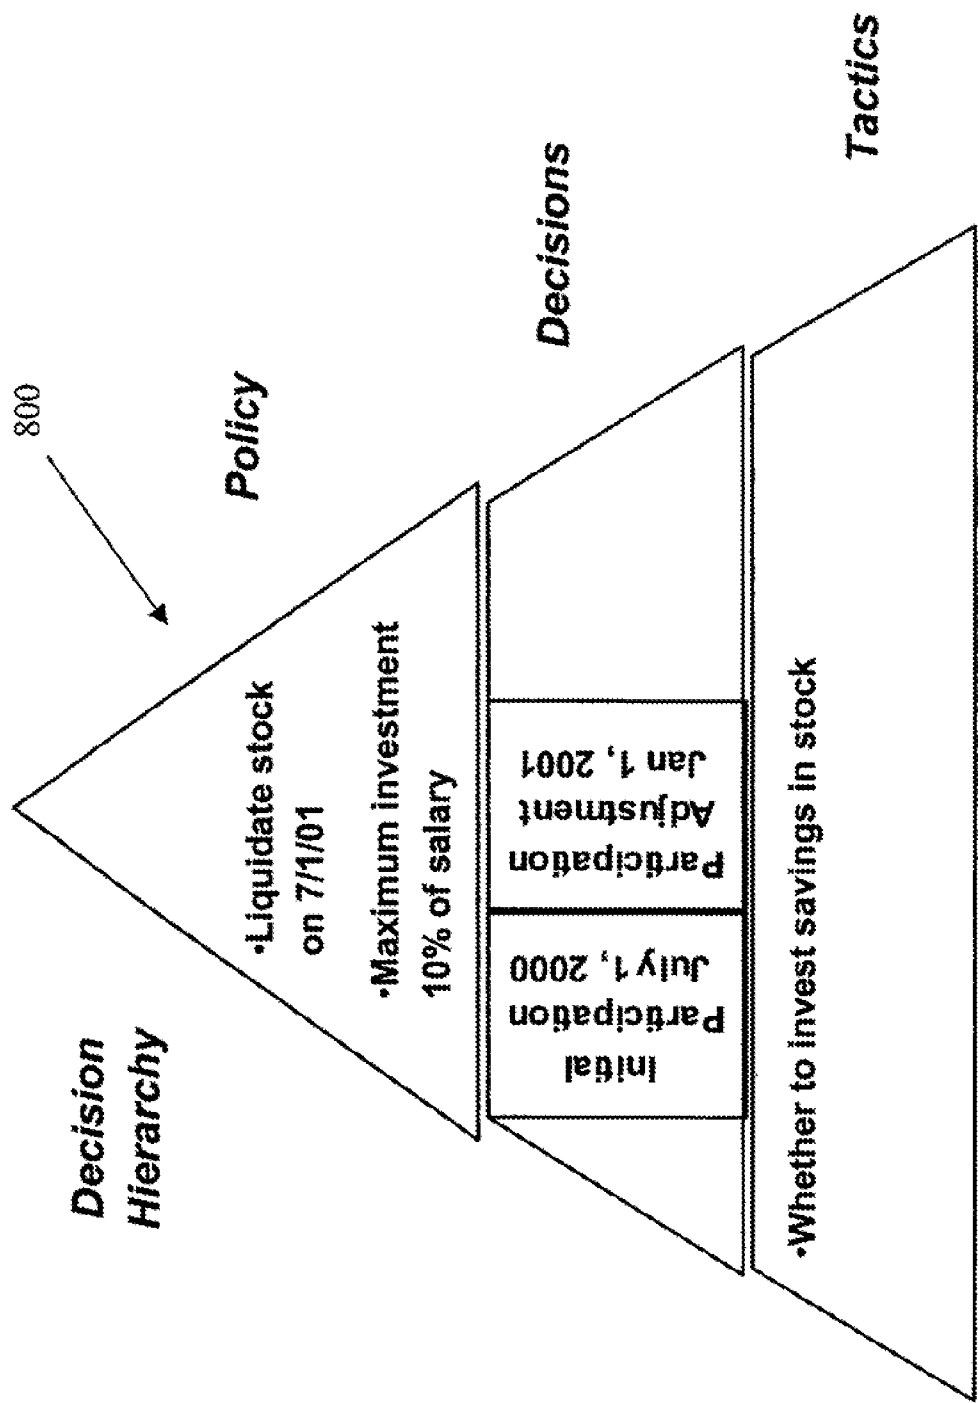 Decision
Hierarchy
800
Policy
•Liquidate stock
on 7/1/01
•Maximum investment
10% of salary
Decisions
Initial
Participation
July 1, 2000
Participation
Adjustment
Jan 1, 2001
Tactics
•Whether to invest savings in stock